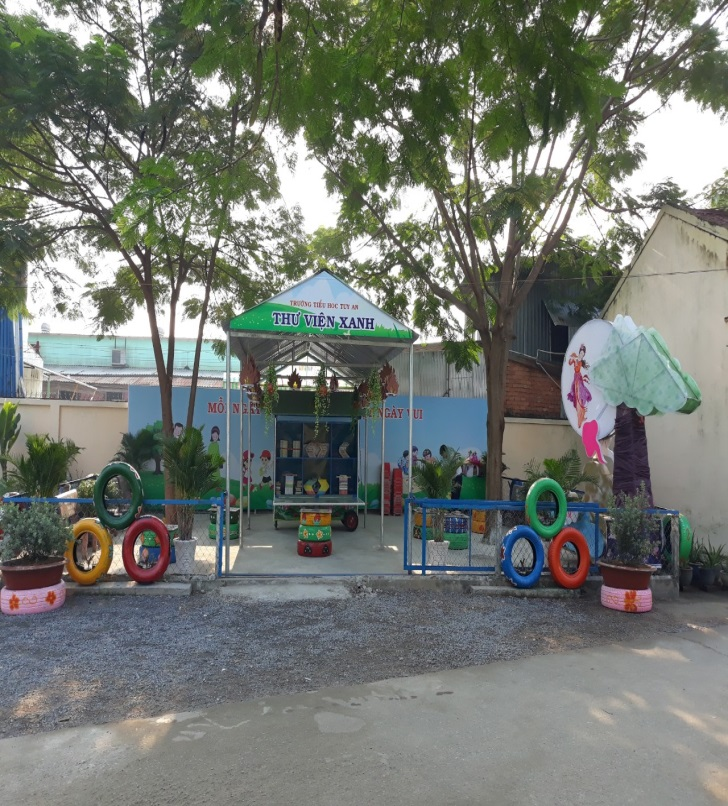 TRƯỜNG TIỂU HỌC TUY AN
THƯ VIỆN XANH
MỖI NGÀY
NGÀY VUI